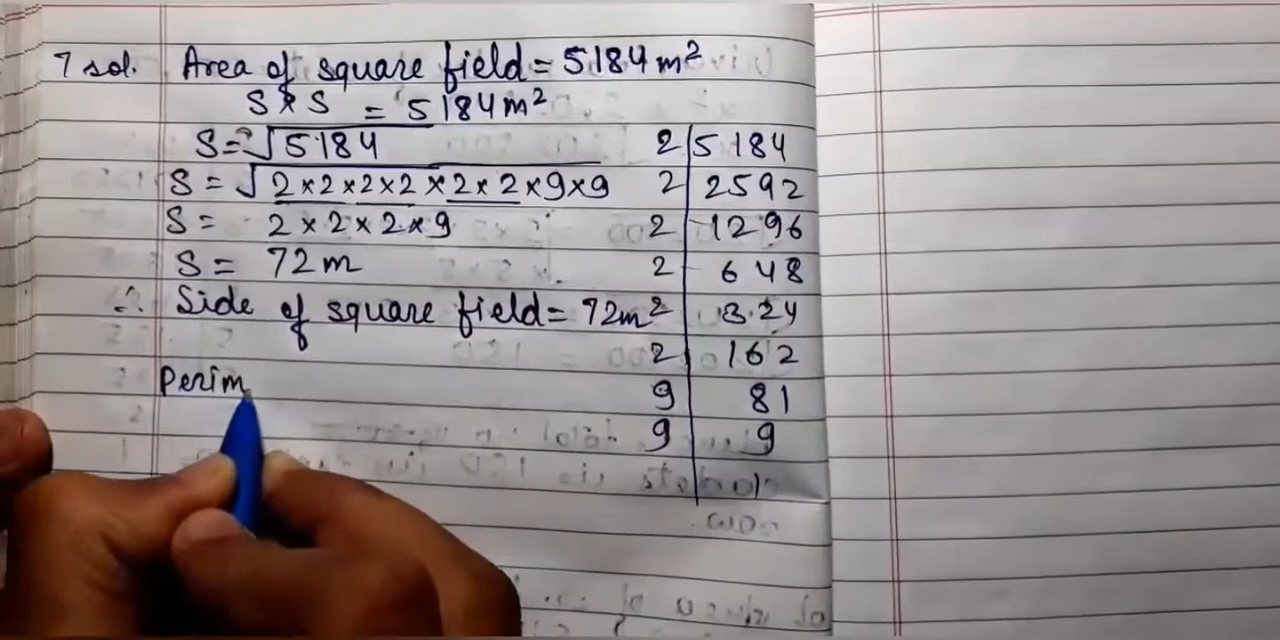 7 sol. Area of square field = 5184 m²
S × S = 5184 m²
S = √5184
S = √2×2×2×2×2×2×9×9
S = 2×2×2×9
S = 72 m
∴ Side of square field = 72m²
Perim
2 | 5184
2 | 2592
2 | 1296
2 | 648
2 | 324
2 | 162
9 | 81
9 | 9